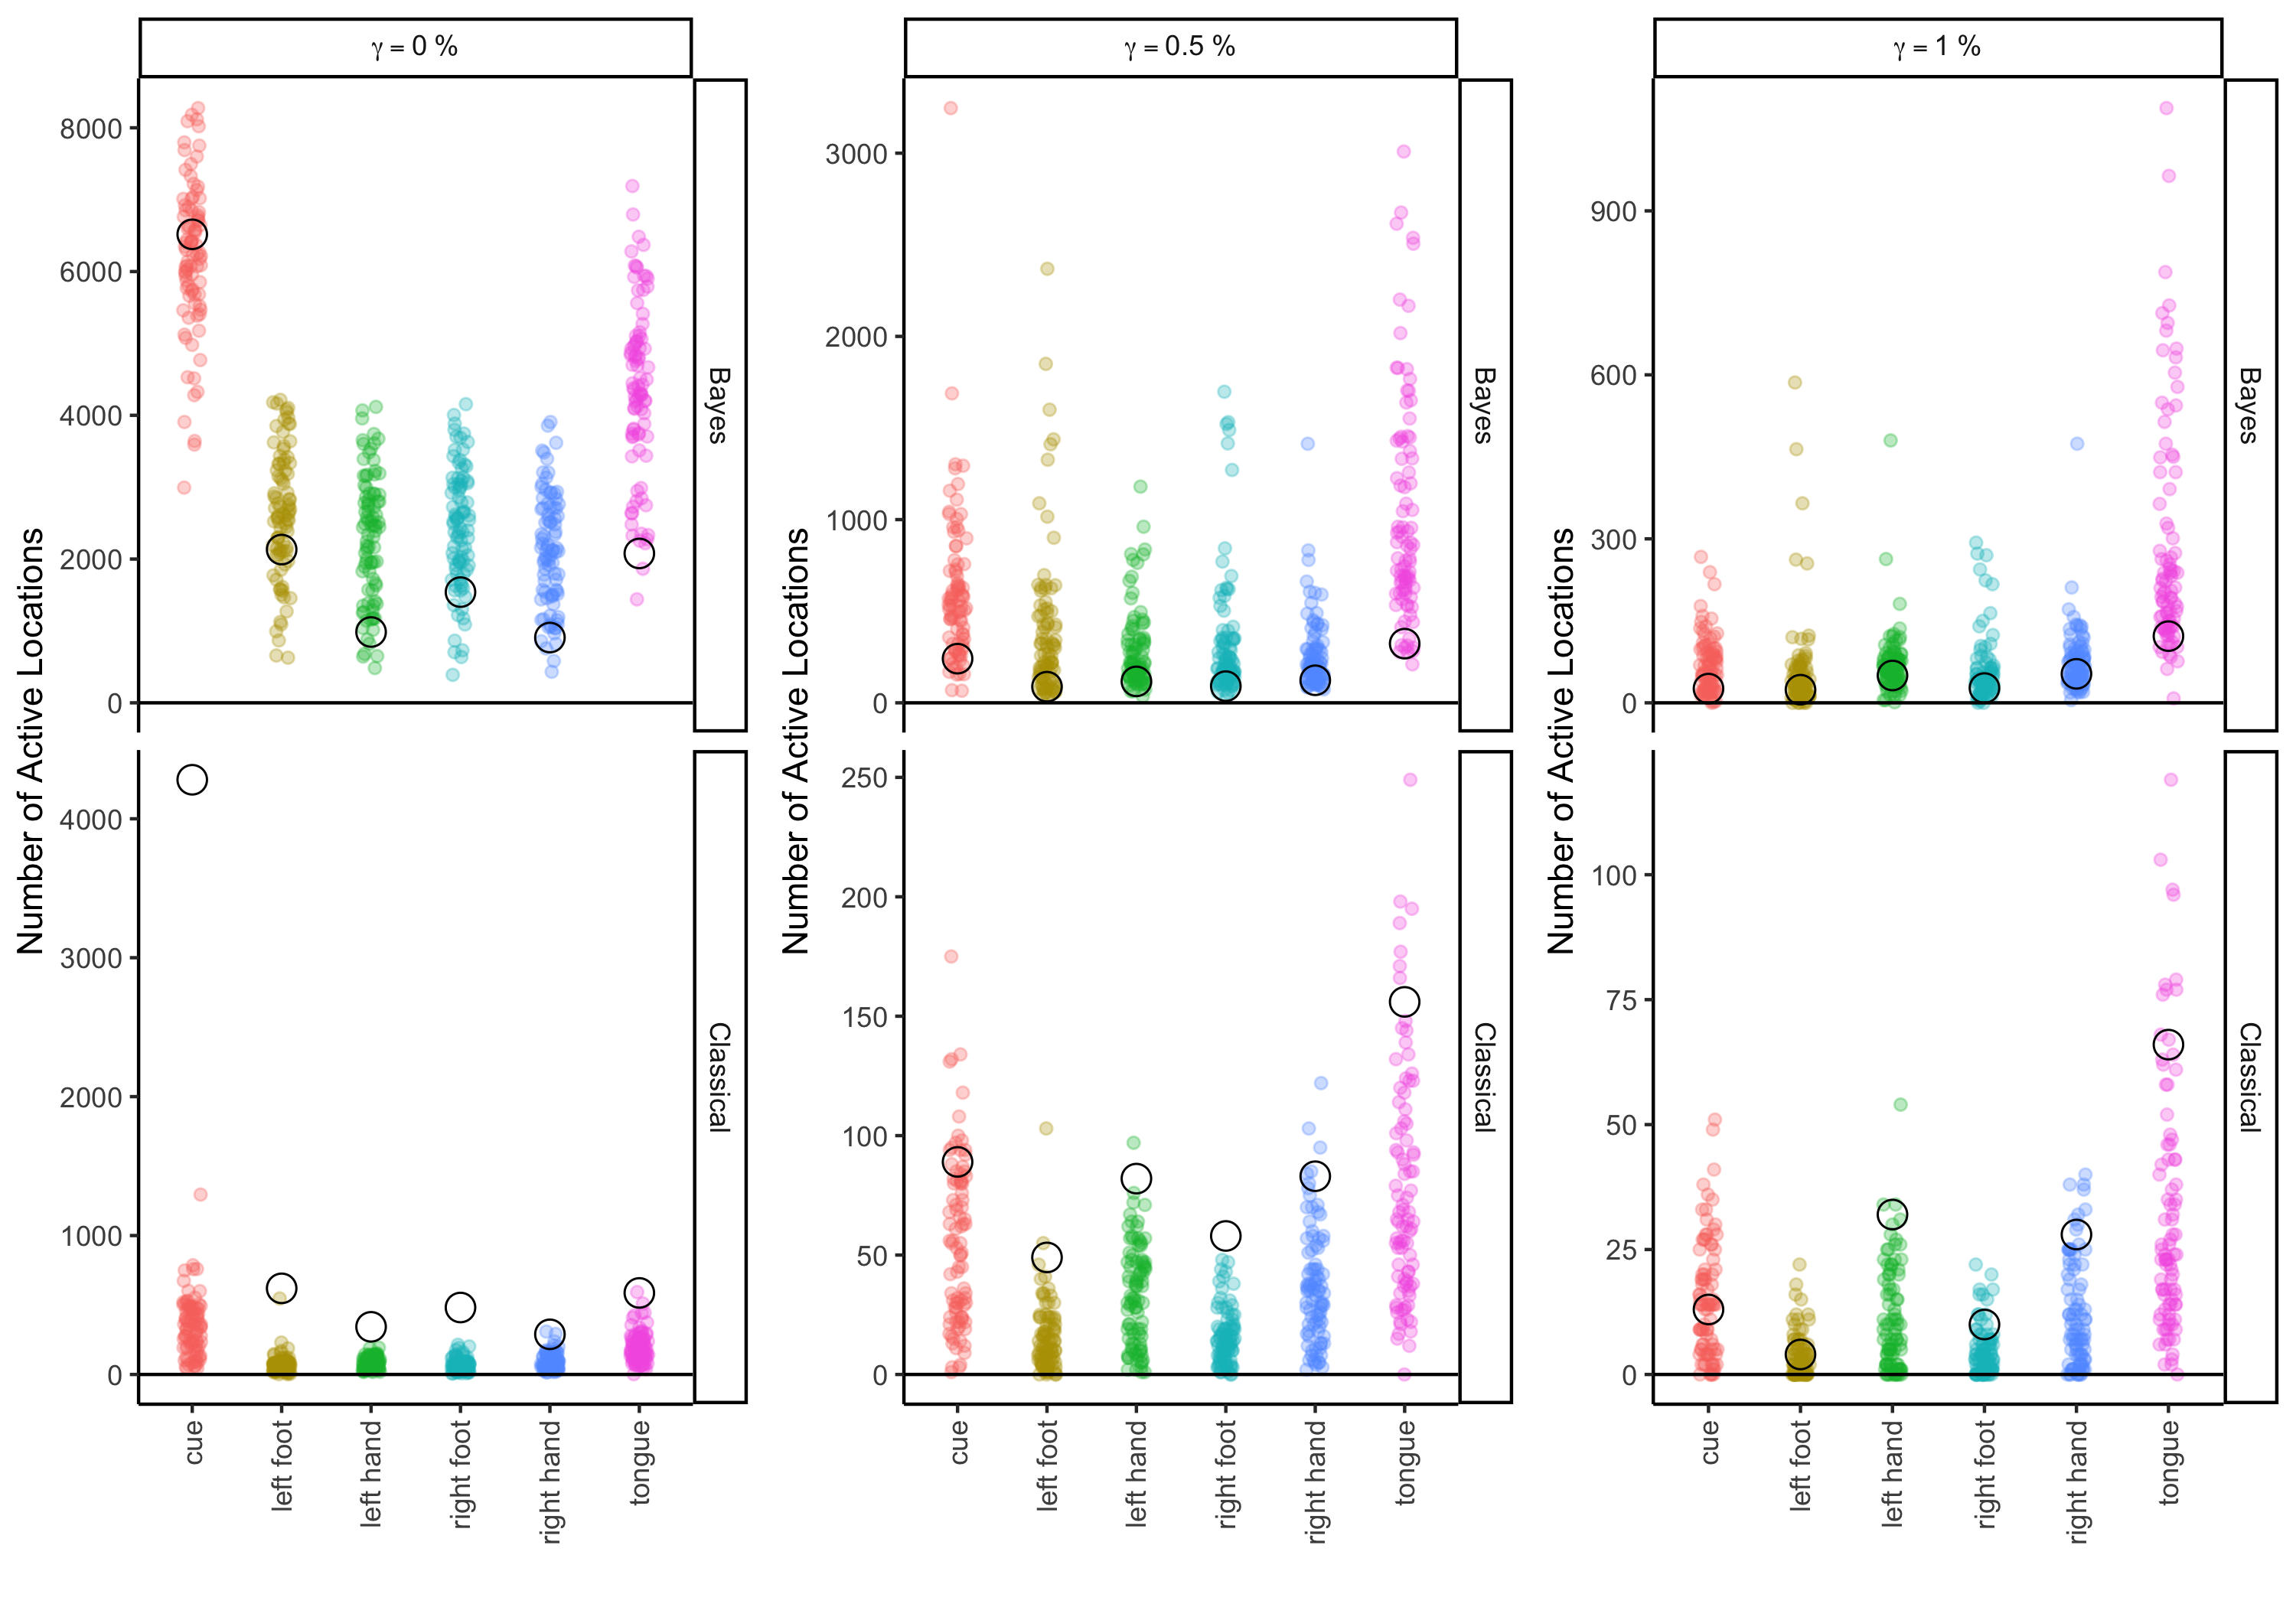 γ = 0 %
γ = 0.5 %
γ = 1 %
Number of Active Locations
8000
6000
4000
2000
0
Bayes
4000
3000
2000
1000
0
Classical
cue
left foot
left hand
right foot
right hand
tongue
Number of Active Locations
3000
2000
1000
0
Bayes
250
200
150
100
50
0
Classical
cue
left foot
left hand
right foot
right hand
tongue
Number of Active Locations
900
600
300
0
Bayes
100
75
50
25
0
Classical
cue
left foot
left hand
right foot
right hand
tongue